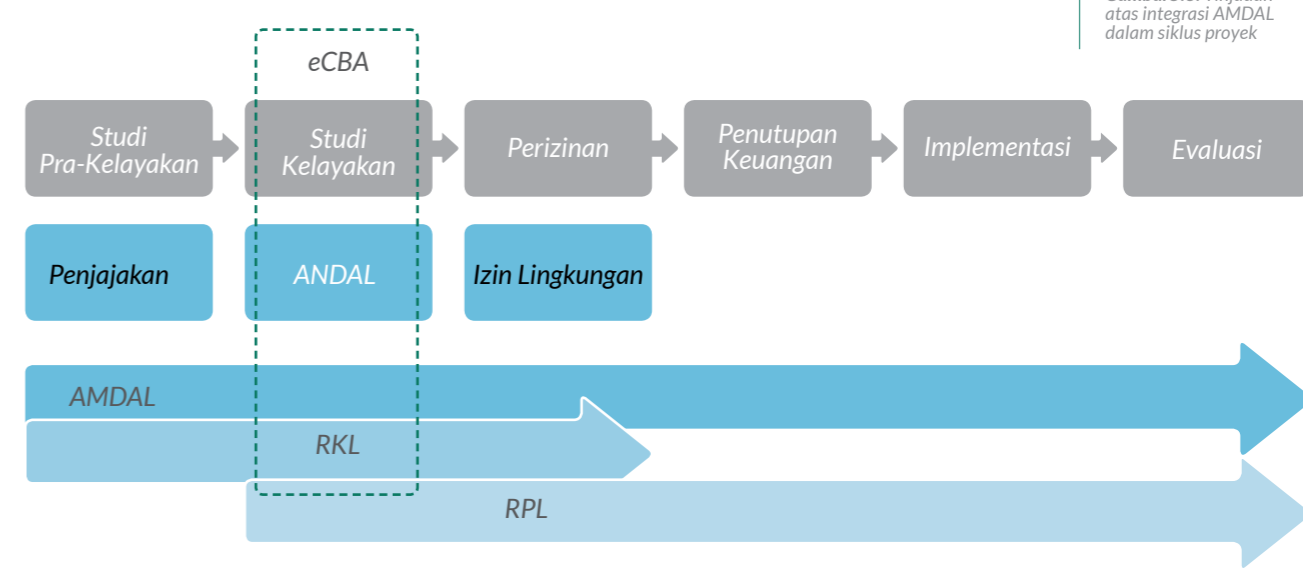 atas integrasi AMDAL
dalam siklus proyek
eCBA
Studi
Pra-Kelayakan
Studi
Kelayakan
Perizinan
Penutupan
Keuangan
Implementasi
Evaluasi
Penjajakan
ANDAL
Izin Lingkungan
AMDAL
RKL
RPL